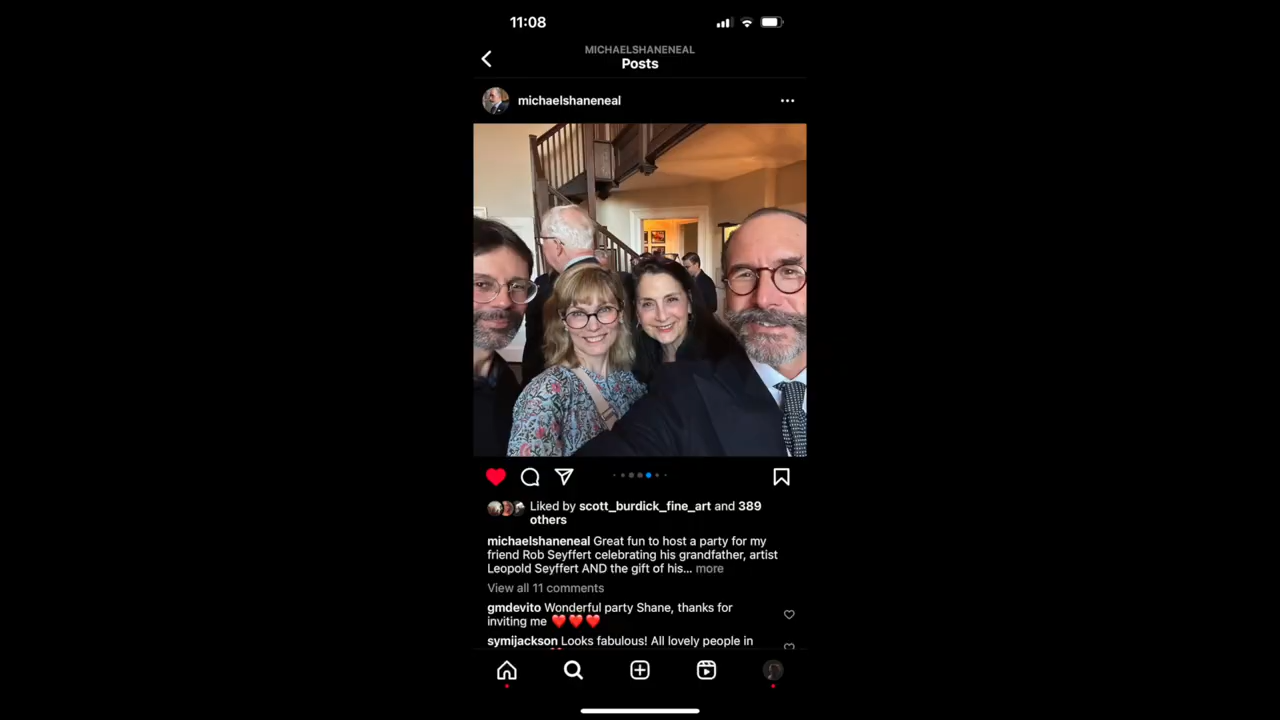 11:08
MICHAELSHANENEAL
Posts
michaelshaneneal
Liked by scott_burdick_fine_art and 389
others
michaelshaneneal Great fun to host a party for my
friend Rob Seyffert celebrating his grandfather, artist
Leopold Seyffert AND the gift of his... more
View all 11 comments
gmdevito Wonderful party Shane, thanks for
inviting me ❤️❤️❤️
symijackson Looks fabulous! All lovely people in